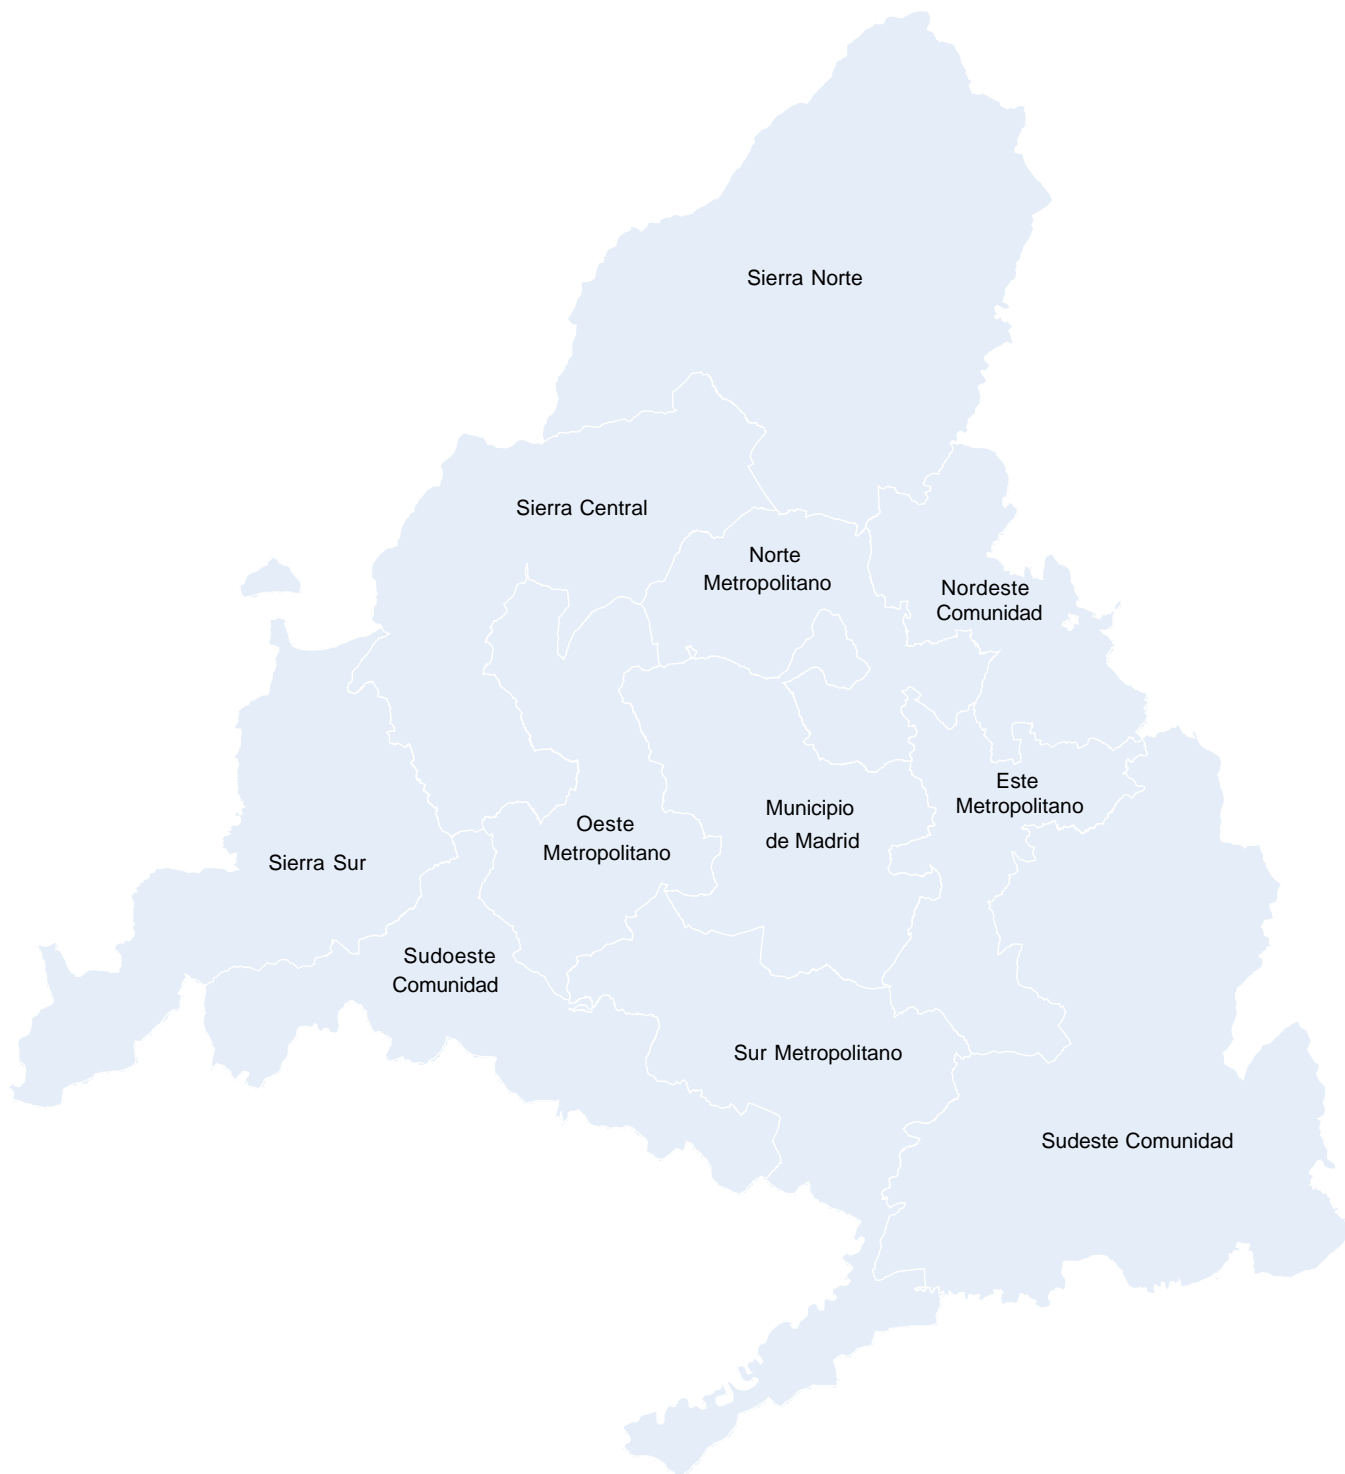 Sierra Norte
Sierra Central
Norte
Metropolitano
Nordeste
Comunidad
Este
Metropolitano
Municipio
de Madrid
Oeste
Metropolitano
Sierra Sur
Sudoeste
Comunidad
Sur Metropolitano
Sudeste Comunidad